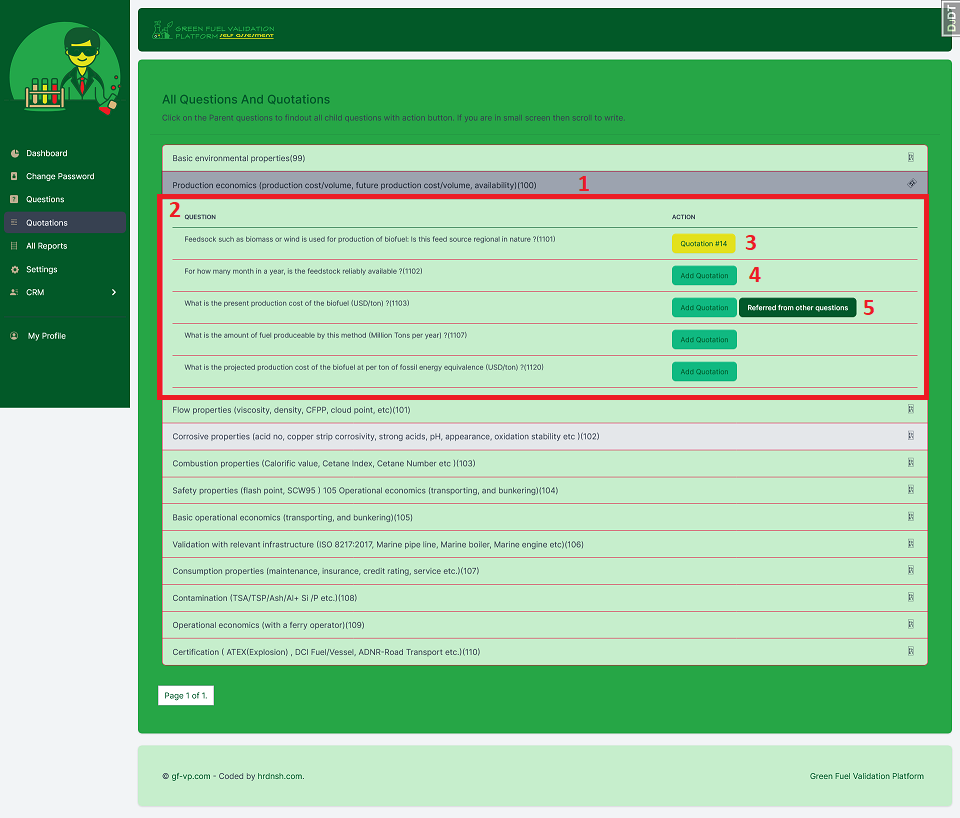 GREEN FUEL VALIDATION
PLATFORM SELF ASSESMENT
DJDT
Dashboard
Change Password
Questions
Quotations
All Reports
Settings
CRM
My Profile
All Questions And Quotations
Click on the Parent questions to findout all child questions with action button. If you are in small screen then scroll to write.
Basic environmental properties(99)
Production economics (production cost/volume, future production cost/volume, availability)(100) 1
2 QUESTION ACTION
Feedsock such as biomass or wind is used for production of biofuel: Is this feed source regional in nature ?(1101) Quotation #14 3
For how many month in a year, is the feedstock reliably available ?(1102) Add Quotation 4
What is the present production cost of the biofuel (USD/ton) ?(1103) Add Quotation Referred from other questions 5
What is the amount of fuel produceable by this method (Million Tons per year) ?(1107) Add Quotation
What is the projected production cost of the biofuel at per ton of fossil energy equivalence (USD/ton) ?(1120) Add Quotation
Flow properties (viscosity, density, CFPP, cloud point, etc)(101)
Corrosive properties (acid no, copper strip corrosivity, strong acids, pH, appearance, oxidation stability etc )(102)
Combustion properties (Calorific value, Cetane Index, Cetane Number etc )(103)
Safety properties (flash point, SCW95 ) 105 Operational economics (transporting, and bunkering)(104)
Basic operational economics (transporting, and bunkering)(105)
Validation with relevant infrastructure (ISO 8217:2017, Marine pipe line, Marine boiler, Marine engine etc)(106)
Consumption properties (maintenance, insurance, credit rating, service etc.)(107)
Contamination (TSA/TSP/Ash/Al+ Si /P etc.)(108)
Operational economics (with a ferry operator)(109)
Certification ( ATEX(Explosion) , DCI Fuel/Vessel, ADNR-Road Transport etc.)(110)
Page 1 of 1.
© gf-vp.com - Coded by hrdnsh.com. Green Fuel Validation Platform